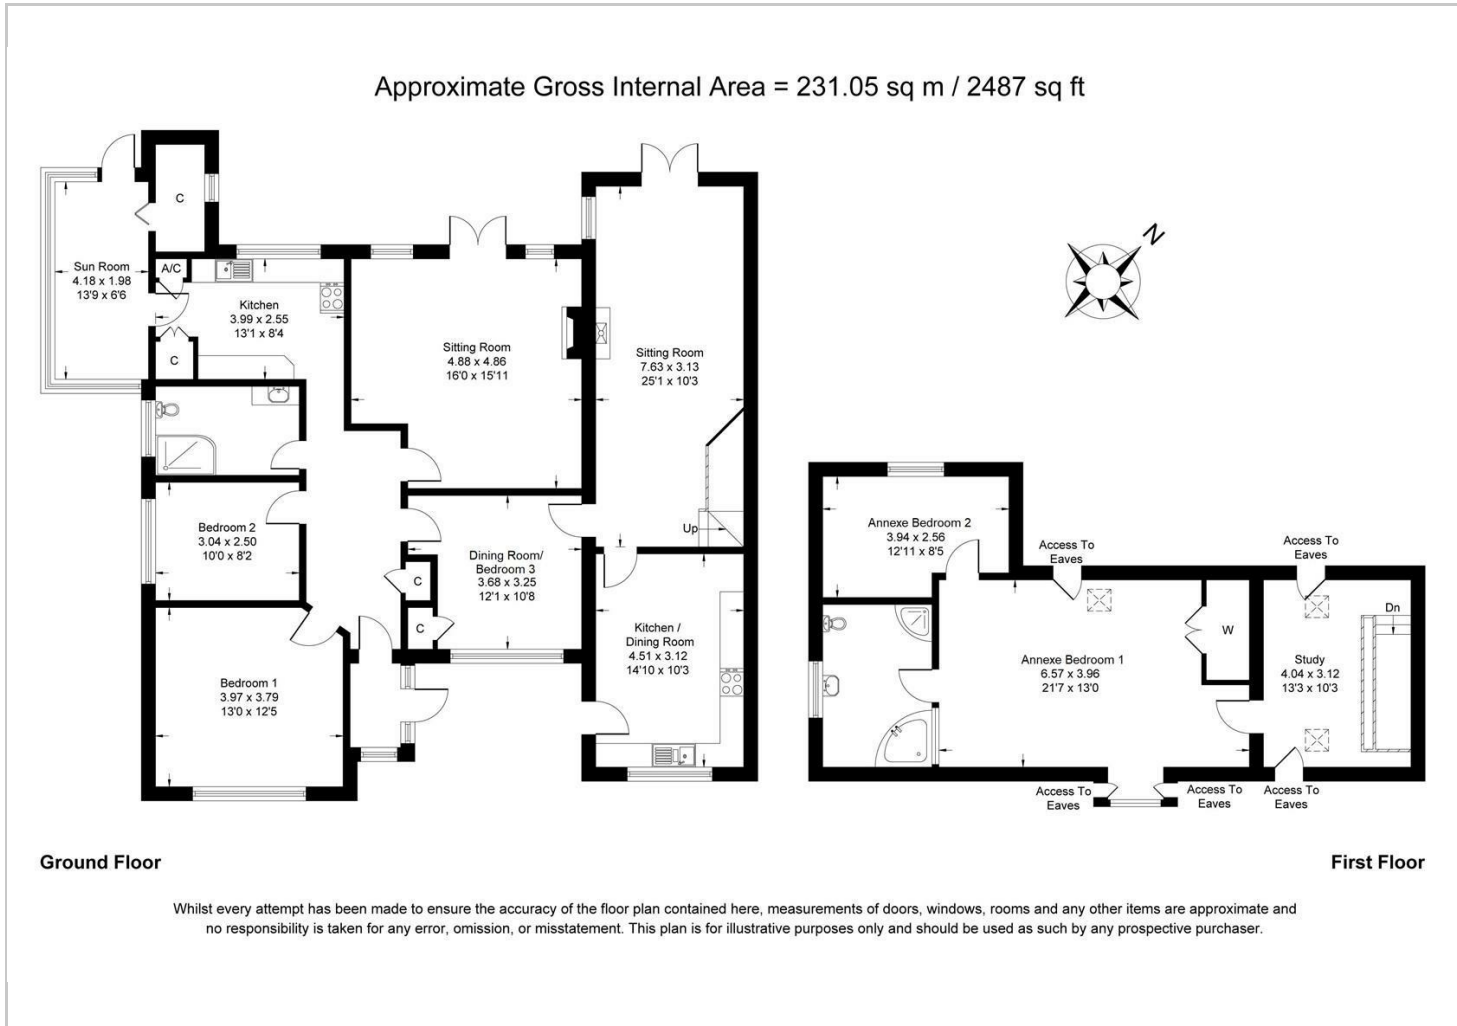 Approximate Gross Internal Area = 231.05 sq m / 2487 sq ft
C
Sun Room
4.18 x 1.98
13'9 x 6'6
A/C
Kitchen
3.99 x 2.55
13'1 x 8'4
C
Sitting Room
4.88 x 4.86
16'0 x 15'11
Sitting Room
7.63 x 3.13
25'1 x 10'3
Up
Bedroom 2
3.04 x 2.50
10'0 x 8'2
Dining Room/
Bedroom 3
3.68 x 3.25
12'1 x 10'8
C
C
Kitchen /
Dining Room
4.51 x 3.12
14'10 x 10'3
Bedroom 1
3.97 x 3.79
13'0 x 12'5
N
Annexe Bedroom 2
3.94 x 2.56
12'11 x 8'5
Access To
Eaves
Access To
Eaves
W
Dn
Annexe Bedroom 1
6.57 x 3.96
21'7 x 13'0
Study
4.04 x 3.12
13'3 x 10'3
Access To
Eaves
Access To
Eaves
Access To
Eaves
Ground Floor
First Floor
Whilst every attempt has been made to ensure the accuracy of the floor plan contained here, measurements of doors, windows, rooms and any other items are approximate and
no responsibility is taken for any error, omission, or misstatement. This plan is for illustrative purposes only and should be used as such by any prospective purchaser.